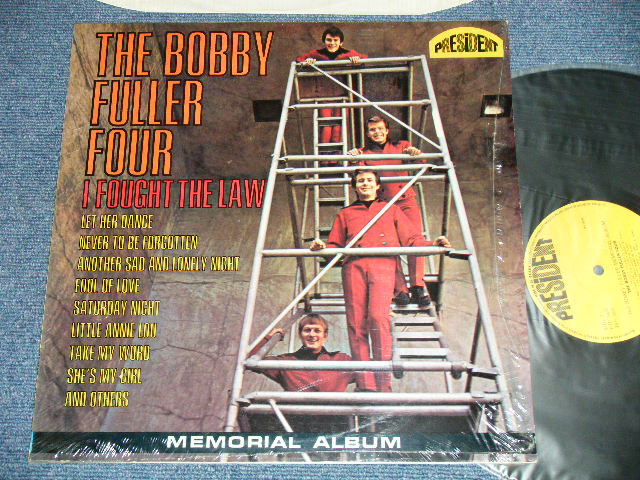 THE BOBBY
FULLER
FOUR
PRESIDENT
I FOUGHT THE LAW
LET HER DANCE
NEVER TO BE FORGOTTEN
ANOTHER SAD AND LONELY NIGHT
FOOL OF LOVE
SATURDAY NIGHT
LITTLE ANNIE LOU
TAKE MY WORD
SHE'S MY GIRL
AND OTHERS
MEMORIAL ALBUM
PRESIDENT